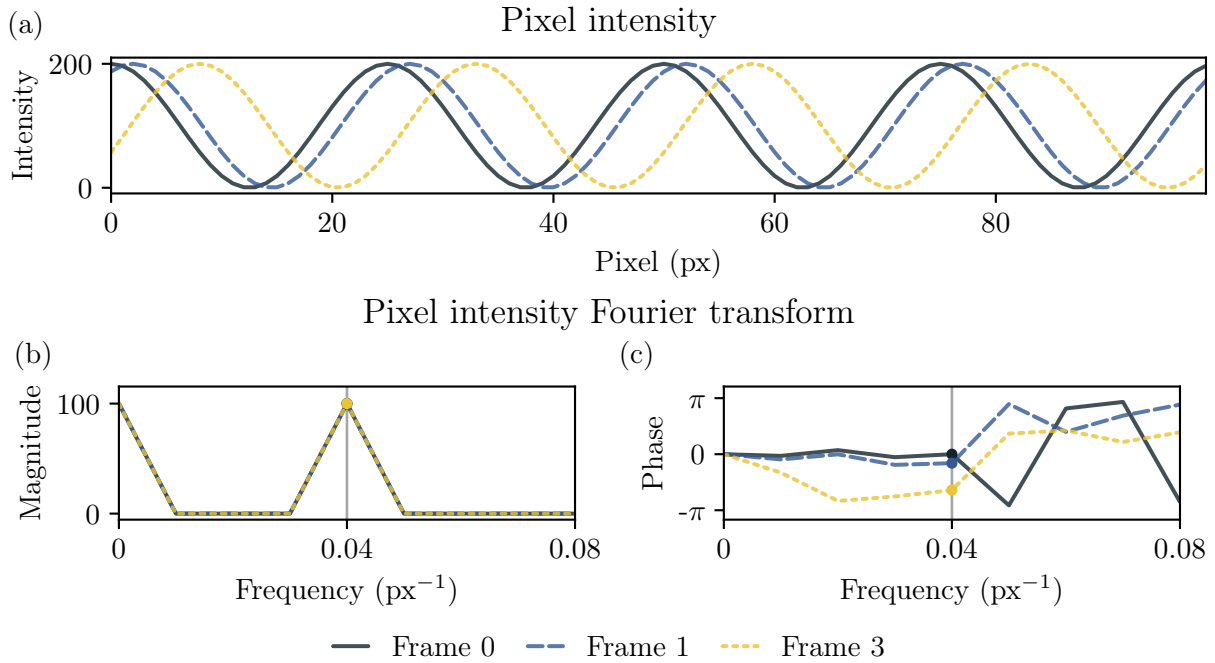 (a)
Pixel intensity
Intensity
200
0
0 20 40 60 80
Pixel (px)
Pixel intensity Fourier transform
(b)
Magnitude
100
0
0 0.04 0.08
Frequency (px⁻¹)
(c)
Phase
π
0
-π
0 0.04 0.08
Frequency (px⁻¹)
Frame 0 Frame 1 Frame 3